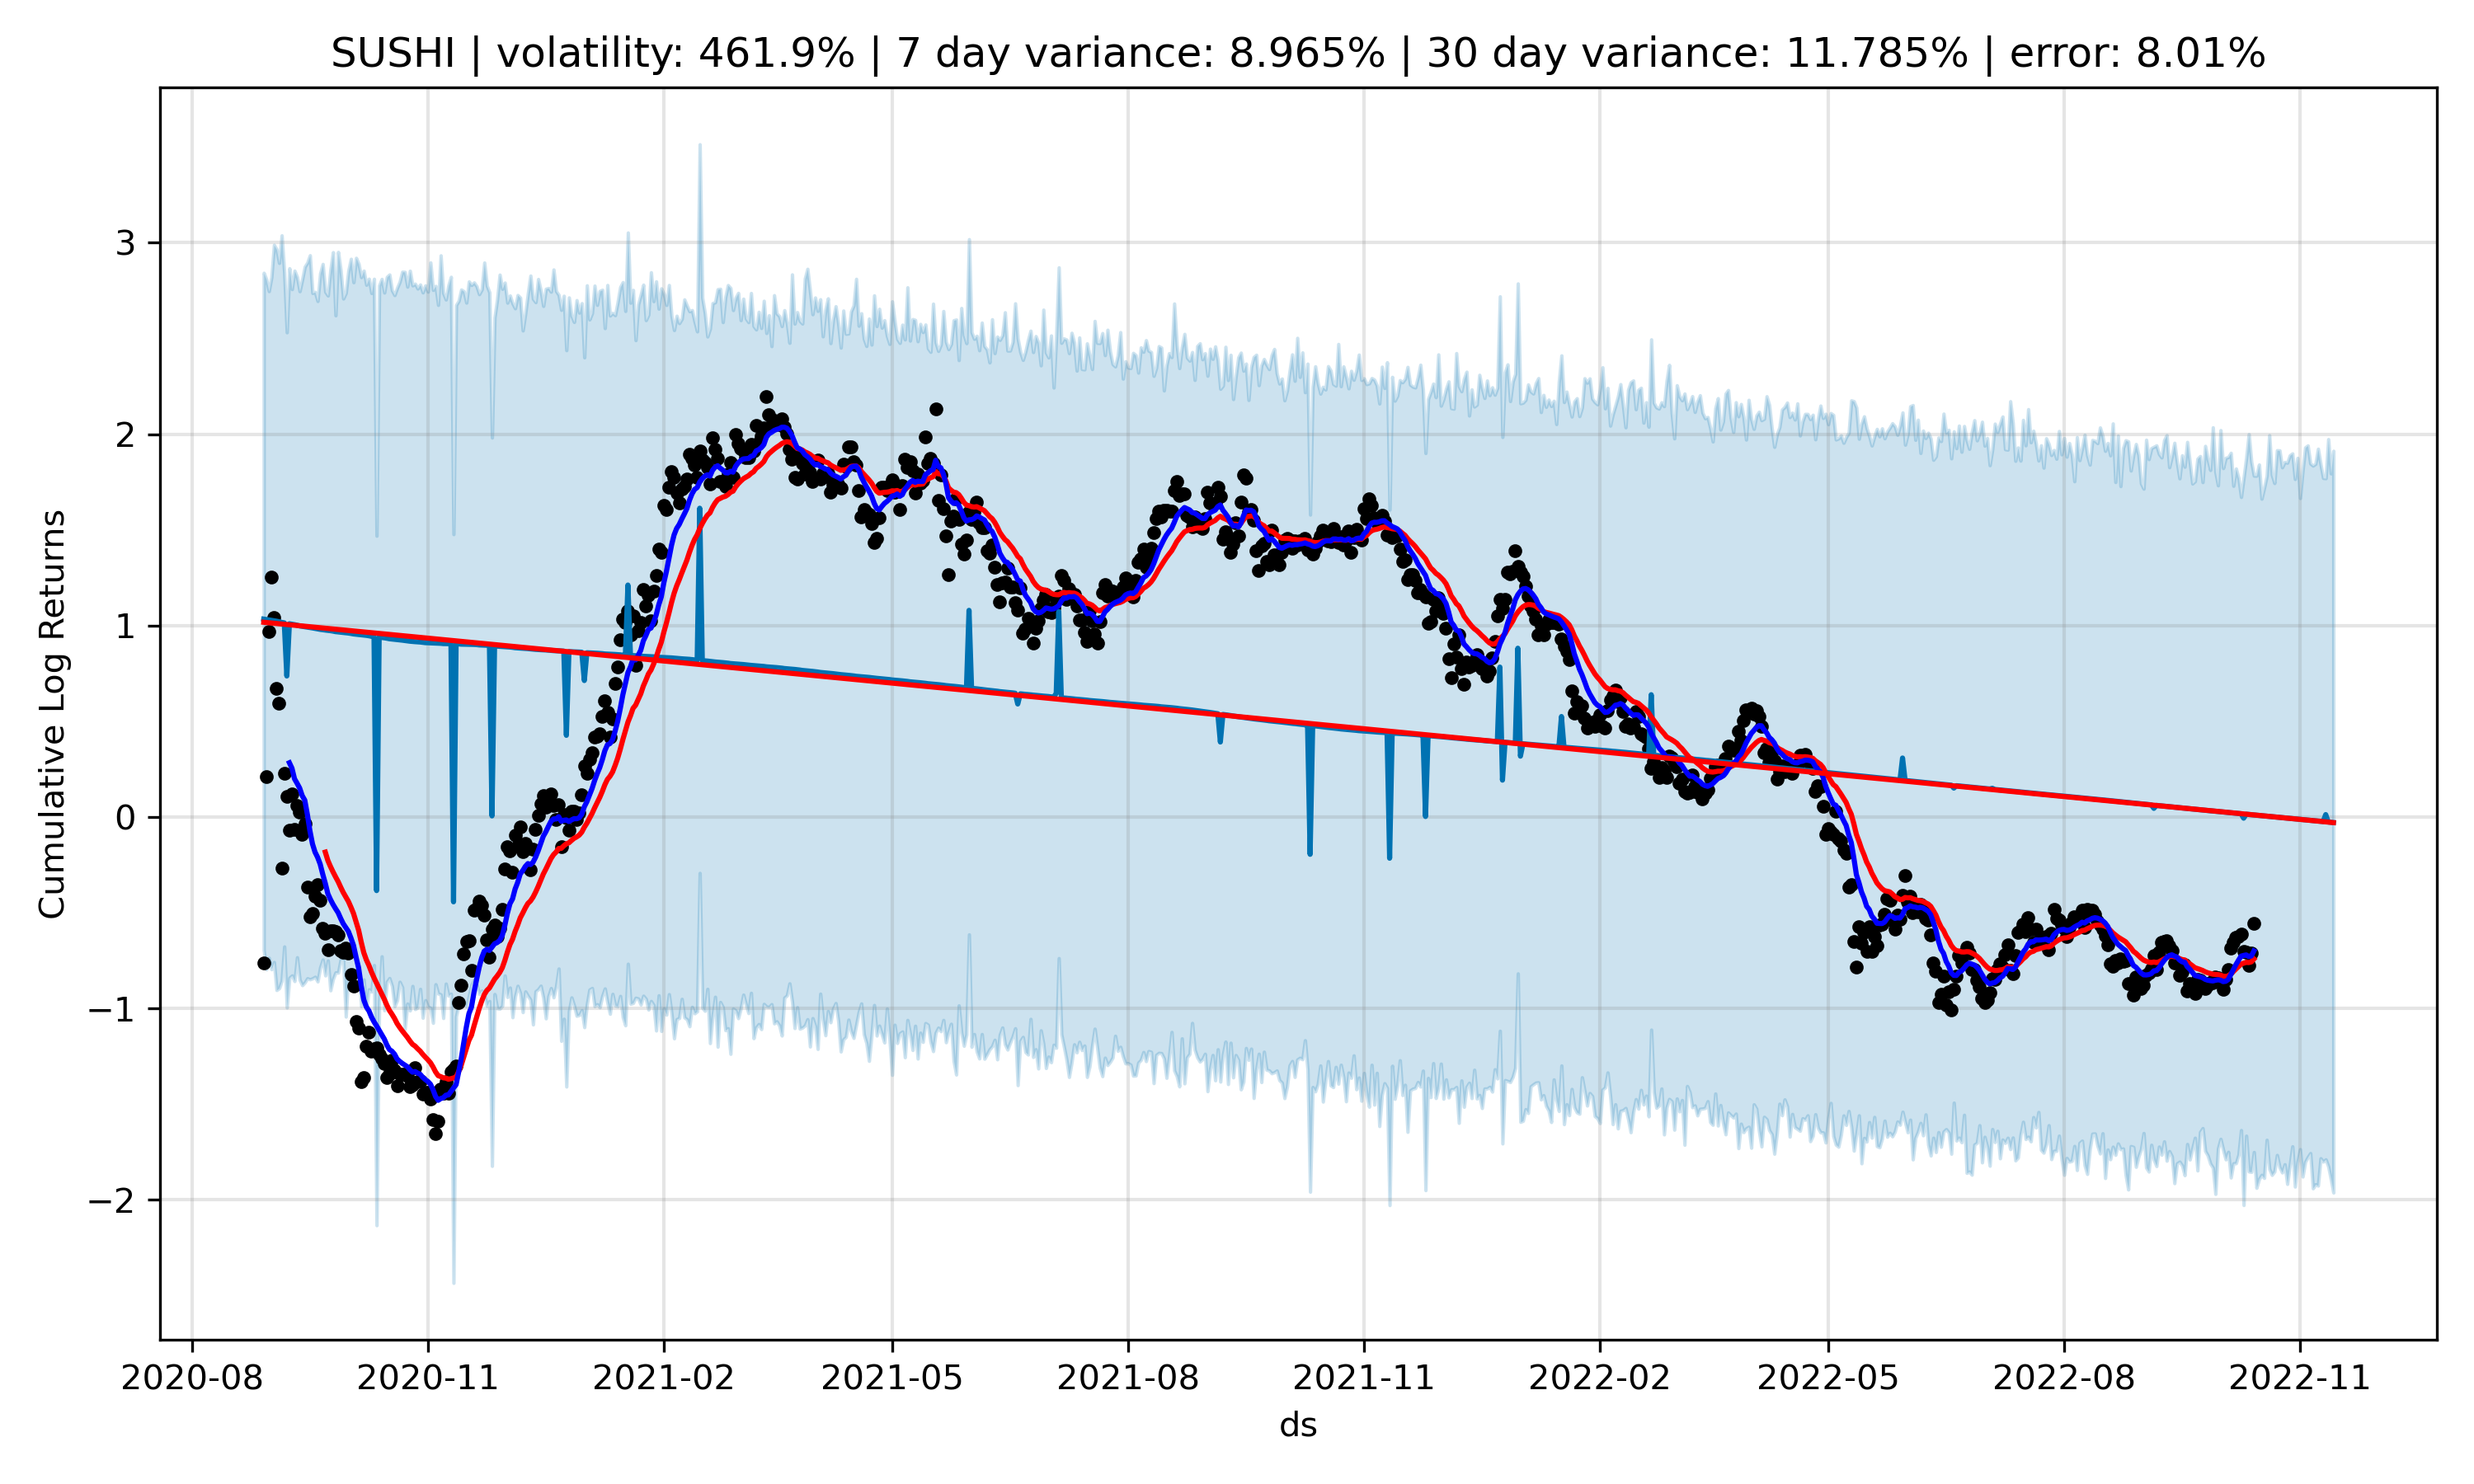 SUSHI | volatility: 461.9% | 7 day variance: 8.965% | 30 day variance: 11.785% | error: 8.01%
Cumulative Log Returns
3
2
1
0
−1
−2
2020-08 2020-11 2021-02 2021-05 2021-08 2021-11 2022-02 2022-05 2022-08 2022-11
ds